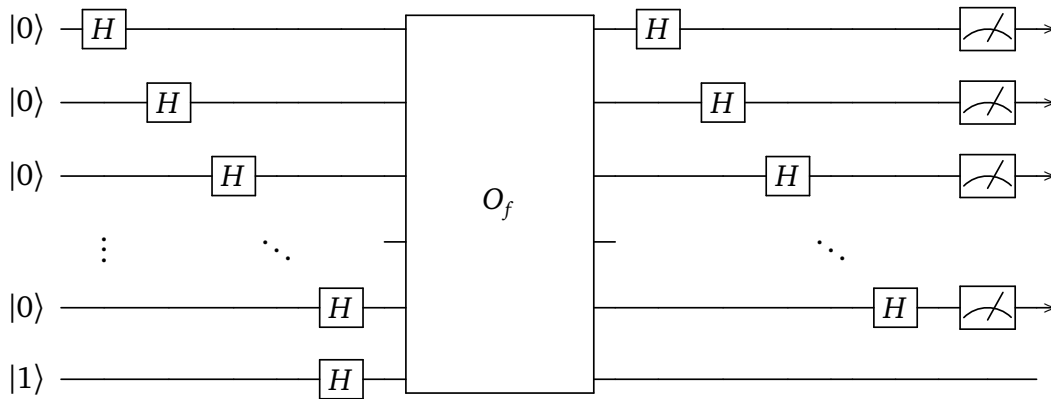 |0⟩ H H
|0⟩ H H
|0⟩ H H
O_f
⋮ ⋱ ⋱
|0⟩ H H
|1⟩ H